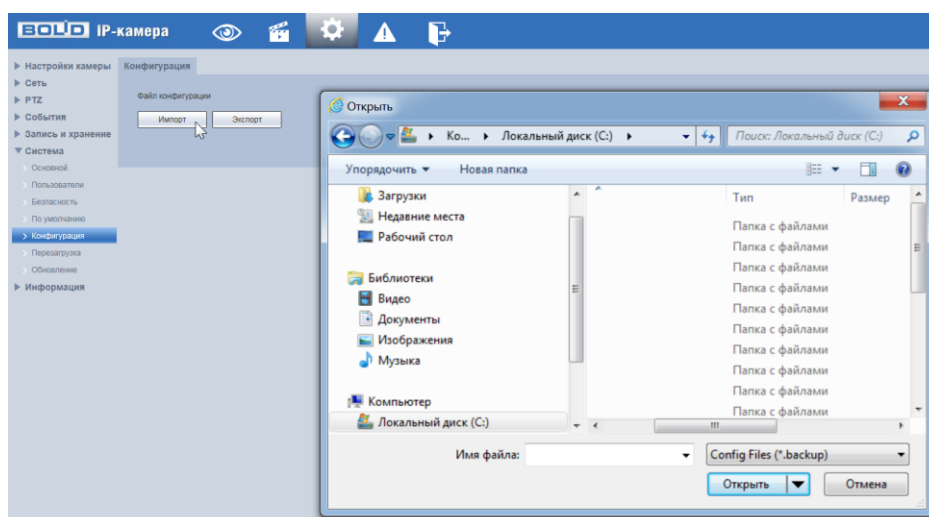 BOLID IP-камера
Настройки камеры
Сеть
PTZ
События
Запись и хранение
Система
Основной
Пользователи
Безпасность
По умолчанию
Конфигурация
Перезагрузка
Обновление
Информация
Конфигурация
Файл конфигурации
Импорт Экспорт
Открыть
Ко... Локальный диск (C:) Поиск: Локальный диск (C:)
Упорядочить Новая папка
Загрузки
Недавние места
Рабочий стол
Библиотеки
Видео
Документы
Изображения
Музыка
Компьютер
Локальный диск (C:)
Тип Размер
Папка с файлами
Папка с файлами
Папка с файлами
Папка с файлами
Папка с файлами
Папка с файлами
Папка с файлами
Папка с файлами
Папка с файлами
Папка с файлами
Имя файла: Config Files (*.backup)
Открыть Отмена